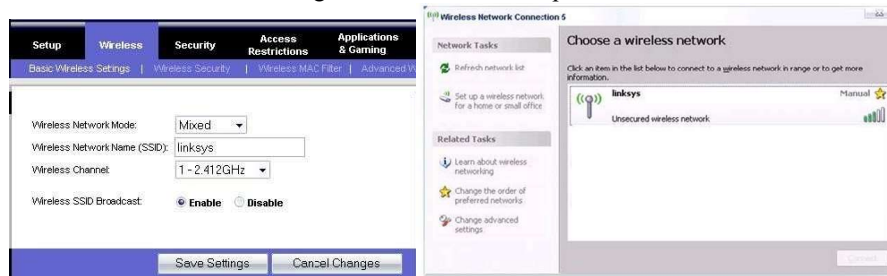 Wireless Network Connection 5
Setup Wireless Security Access Restrictions Applications & Gaming
Basic Wireless Settings | Wireless Security | Wireless MAC Filter | Advanced W
Wireless Network Mode: Mixed
Wireless Network Name (SSID): linksys
Wireless Channel: 1 - 2.412GHz
Wireless SSID Broadcast: Enable Disable
Save Settings Cancel Changes
Network Tasks
Refresh network list
Set up a wireless network
for a home or small office
Related Tasks
Learn about wireless
networking
Change the order of
preferred networks
Change advanced
settings
Choose a wireless network
Click an item in the list below to connect to a wireless network in range or to get more
information.
linksys Manual
Unsecured wireless network
Connect